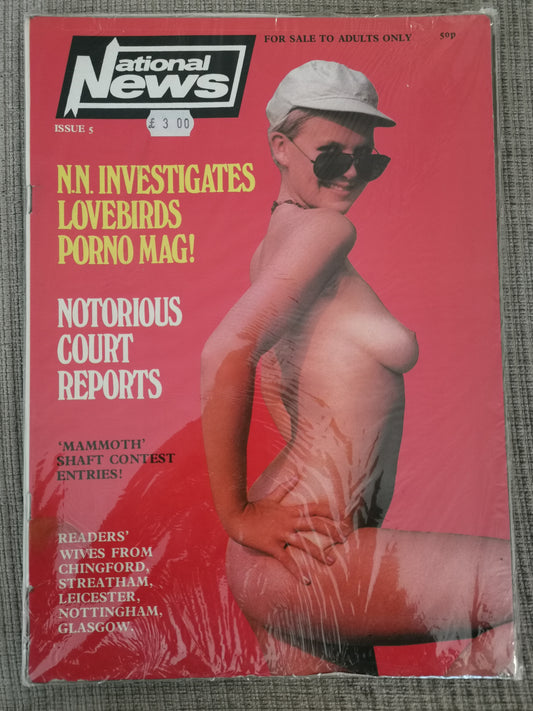 National
News
FOR SALE TO ADULTS ONLY
50p
£ 3 00
ISSUE 5
N.N. INVESTIGATES
LOVEBIRDS
PORNO MAG!
NOTORIOUS
COURT
REPORTS
'MAMMOTH'
SHAFT CONTEST
ENTRIES!
READERS'
WIVES FROM
CHINGFORD,
STREATHAM,
LEICESTER,
NOTTINGHAM,
GLASGOW.